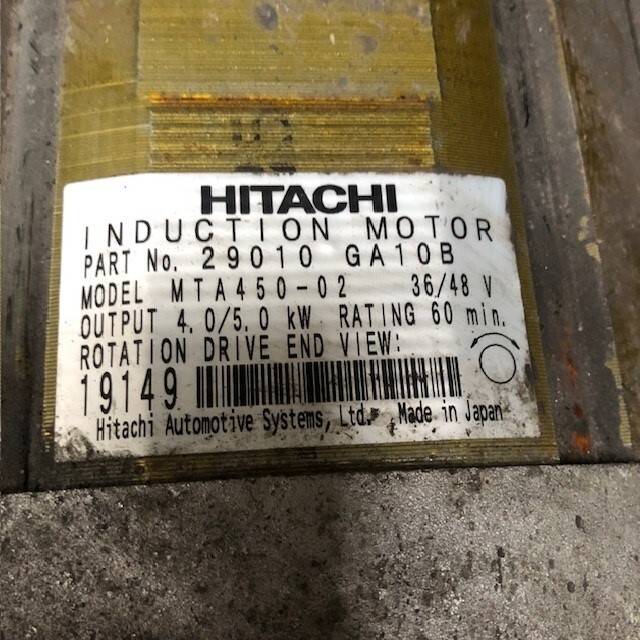 HITACHI
INDUCTION MOTOR
PART No. 29010 GA10B
MODEL MTA450-02 36/48 V
OUTPUT 4.0/5.0 kW RATING 60 min.
ROTATION DRIVE END VIEW:
19149
Hitachi Automotive Systems, Ltd. Made in Japan